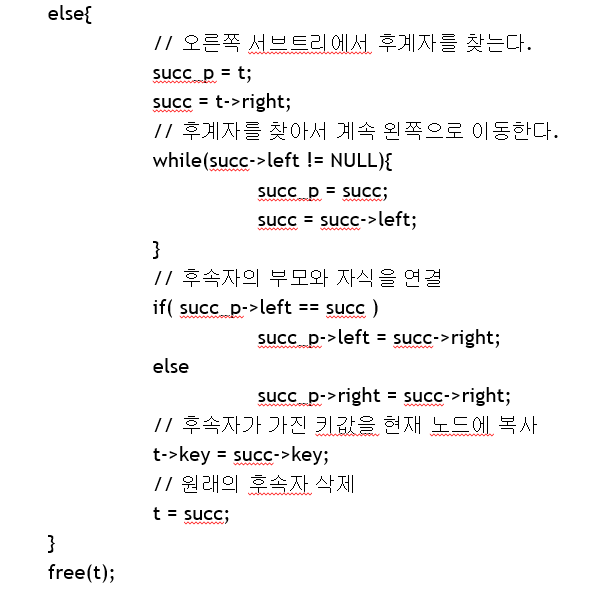 else{
// 오른쪽 서브트리에서 후계자를 찾는다.
succ_p = t;
succ = t->right;
// 후계자를 찾아서 계속 왼쪽으로 이동한다.
while(succ->left != NULL){
succ_p = succ;
succ = succ->left;
}
// 후속자의 부모와 자식을 연결
if( succ_p->left == succ )
succ_p->left = succ->right;
else
succ_p->right = succ->right;
// 후속자가 가진 키값을 현재 노드에 복사
t->key = succ->key;
// 원래의 후속자 삭제
t = succ;
}
free(t);